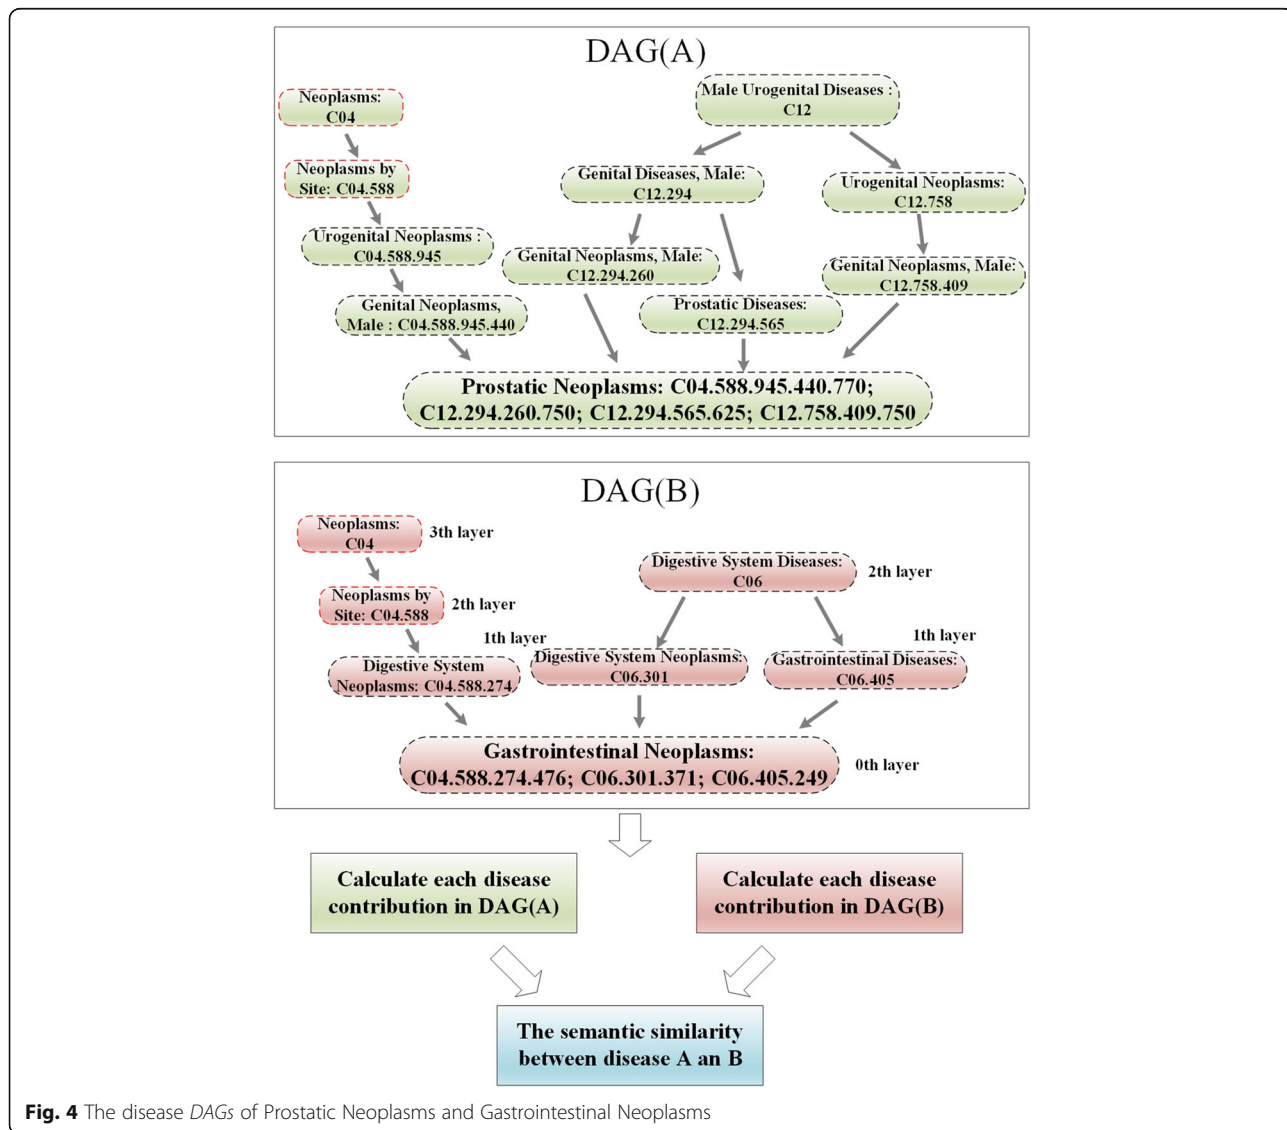 DAG(A)
Neoplasms:
C04
Male Urogenital Diseases :
C12
Neoplasms by
Site: C04.588
Genital Diseases, Male:
C12.294
Urogenital Neoplasms:
C12.758
Urogenital Neoplasms :
C04.588.945
Genital Neoplasms, Male:
C12.294.260
Genital Neoplasms, Male:
C12.758.409
Genital Neoplasms,
Male : C04.588.945.440
Prostatic Diseases:
C12.294.565
Prostatic Neoplasms: C04.588.945.440.770;
C12.294.260.750; C12.294.565.625; C12.758.409.750
DAG(B)
Neoplasms:
C04
3th layer
Digestive System Diseases:
C06
2th layer
Neoplasms by
Site: C04.588
2th layer
1th layer
1th layer
Digestive System
Neoplasms: C04.588.274
Digestive System Neoplasms:
C06.301
Gastrointestinal Diseases:
C06.405
Gastrointestinal Neoplasms:
C04.588.274.476; C06.301.371; C06.405.249
0th layer
Calculate each disease
contribution in DAG(A)
Calculate each disease
contribution in DAG(B)
The semantic similarity
between disease A an B
Fig. 4 The disease DAGs of Prostatic Neoplasms and Gastrointestinal Neoplasms